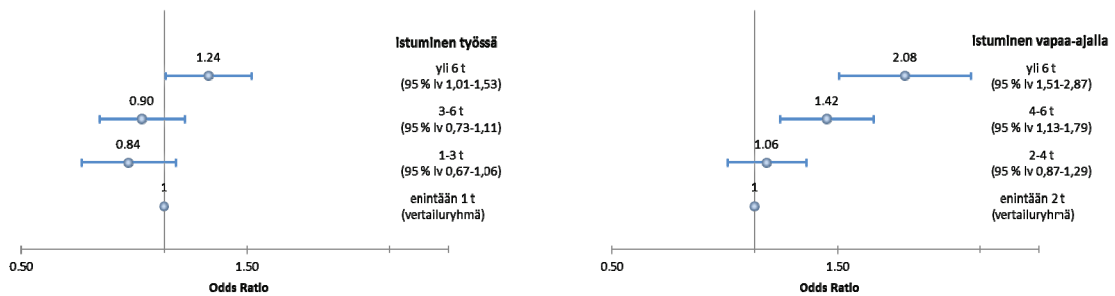 1.24
0.90
0.84
1
0.50
1.50
Odds Ratio
Istuminen työssä
yli 6 t
(95 % lv 1,01-1,53)
3-6 t
(95 % lv 0,73-1,11)
1-3 t
(95 % lv 0,67-1,06)
enintään 1 t
(vertailuryhmä)
2.08
1.42
1.06
1
0.50
1.50
Odds Ratio
Istuminen vapaa-ajalla
yli 6 t
(95 % lv 1,51-2,87)
4-6 t
(95 % lv 1,13-1,79)
2-4 t
(95 % lv 0,87-1,29)
enintään 2 t
(vertailuryhmä)